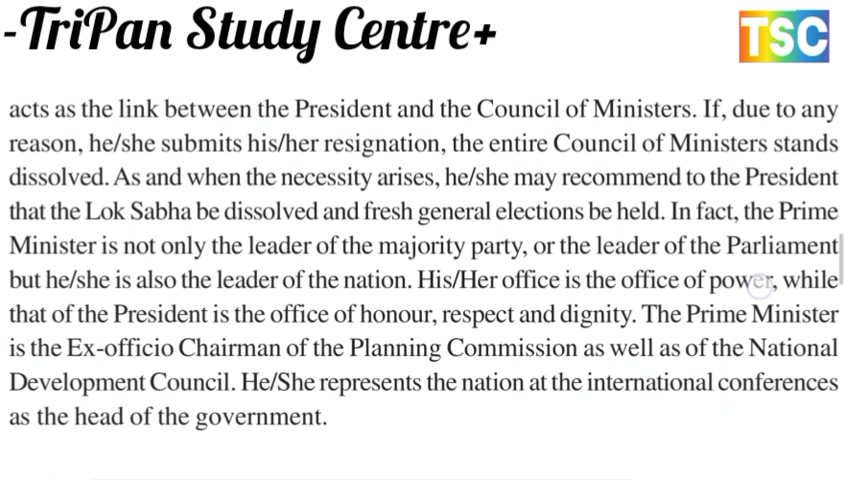 -TriPan Study Centre+
TSC
acts as the link between the President and the Council of Ministers. If, due to any
reason, he/she submits his/her resignation, the entire Council of Ministers stands
dissolved. As and when the necessity arises, he/she may recommend to the President
that the Lok Sabha be dissolved and fresh general elections be held. In fact, the Prime
Minister is not only the leader of the majority party, or the leader of the Parliament
but he/she is also the leader of the nation. His/Her office is the office of power, while
that of the President is the office of honour, respect and dignity. The Prime Minister
is the Ex-officio Chairman of the Planning Commission as well as of the National
Development Council. He/She represents the nation at the international conferences
as the head of the government.